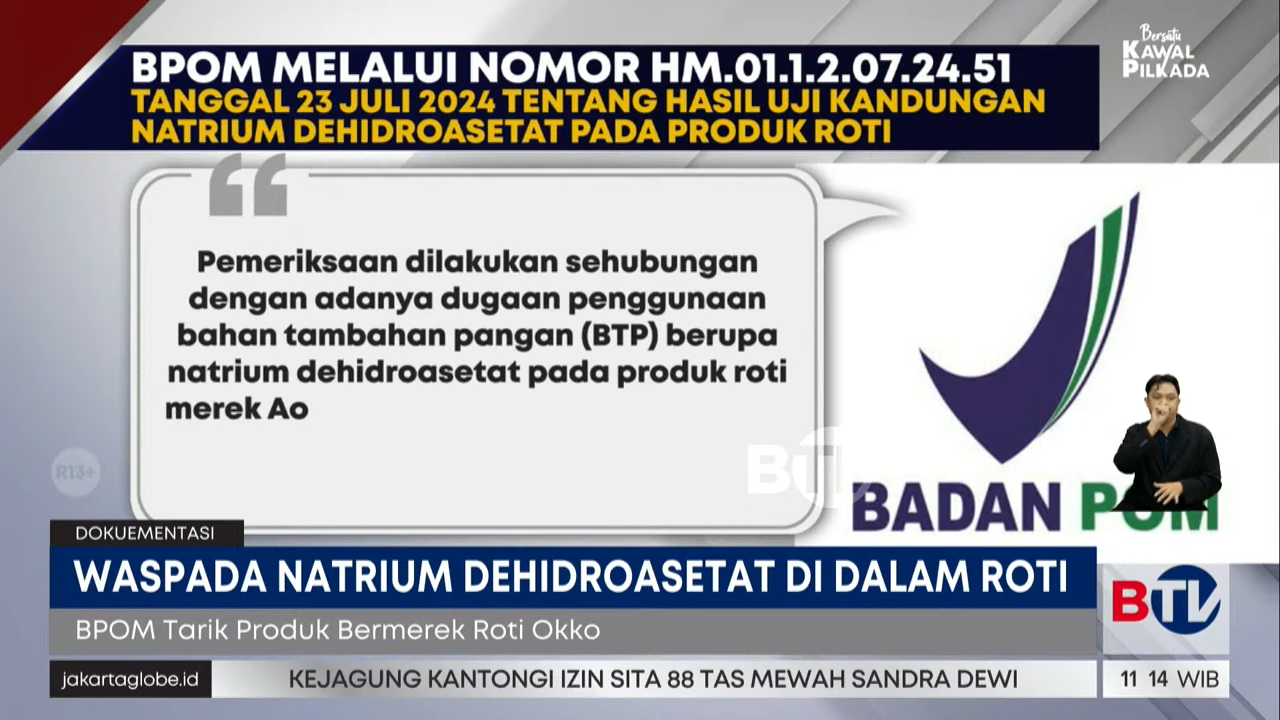 BPOM MELALUI NOMOR HM.01.1.2.07.24.51
TANGGAL 23 JULI 2024 TENTANG HASIL UJI KANDUNGAN
NATRIUM DEHIDROASETAT PADA PRODUK ROTI
Bersatu
KAWAL
PILKADA
Pemeriksaan dilakukan sehubungan
dengan adanya dugaan penggunaan
bahan tambahan pangan (BTP) berupa
natrium dehidroasetat pada produk roti
merek Ao
R13+
BTV
BADAN POM
DOKUEMENTASI
WASPADA NATRIUM DEHIDROASETAT DI DALAM ROTI
BPOM Tarik Produk Bermerek Roti Okko
BTV
jakartaglobe.id
KEJAGUNG KANTONGI IZIN SITA 88 TAS MEWAH SANDRA DEWI
11 14 WIB